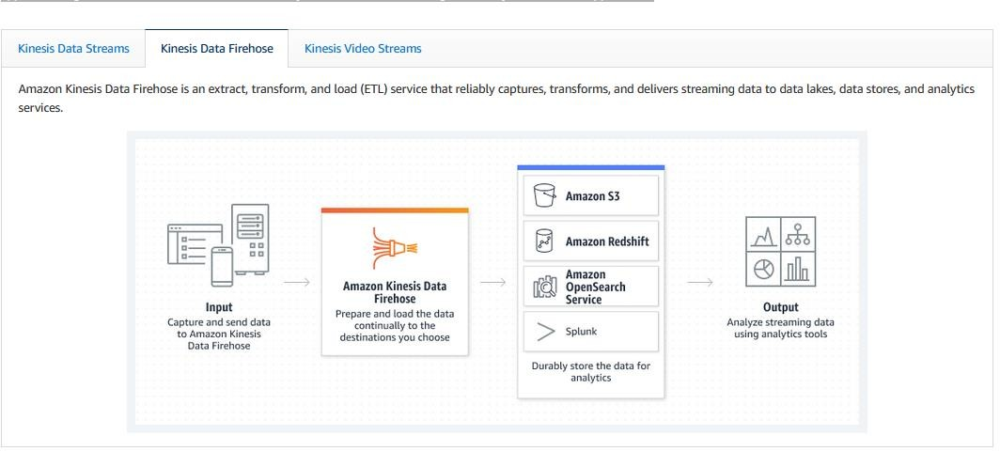 Kinesis Data Streams
Kinesis Data Firehose
Kinesis Video Streams
Amazon Kinesis Data Firehose is an extract, transform, and load (ETL) service that reliably captures, transforms, and delivers streaming data to data lakes, data stores, and analytics
services.
Input
Capture and send data
to Amazon Kinesis
Data Firehose
Amazon Kinesis Data
Firehose
Prepare and load the data
continually to the
destinations you choose
Amazon S3
Amazon Redshift
Amazon
OpenSearch
Service
Splunk
Durably store the data for
analytics
Output
Analyze streaming data
using analytics tools